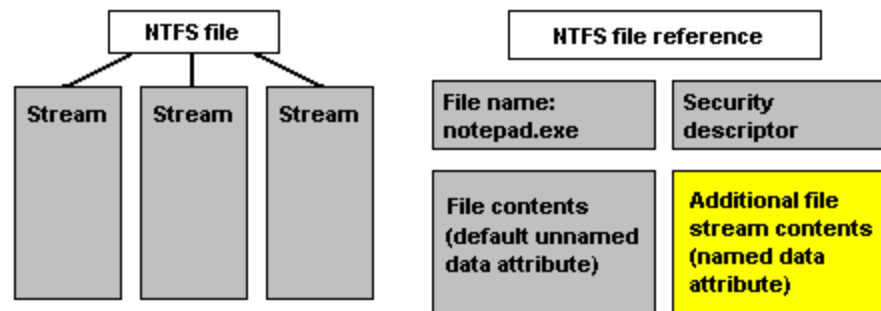 NTFS file
Stream
Stream
Stream
NTFS file reference
File name:
notepad.exe
Security
descriptor
File contents
(default unnamed
data attribute)
Additional file
stream contents
(named data
attribute)